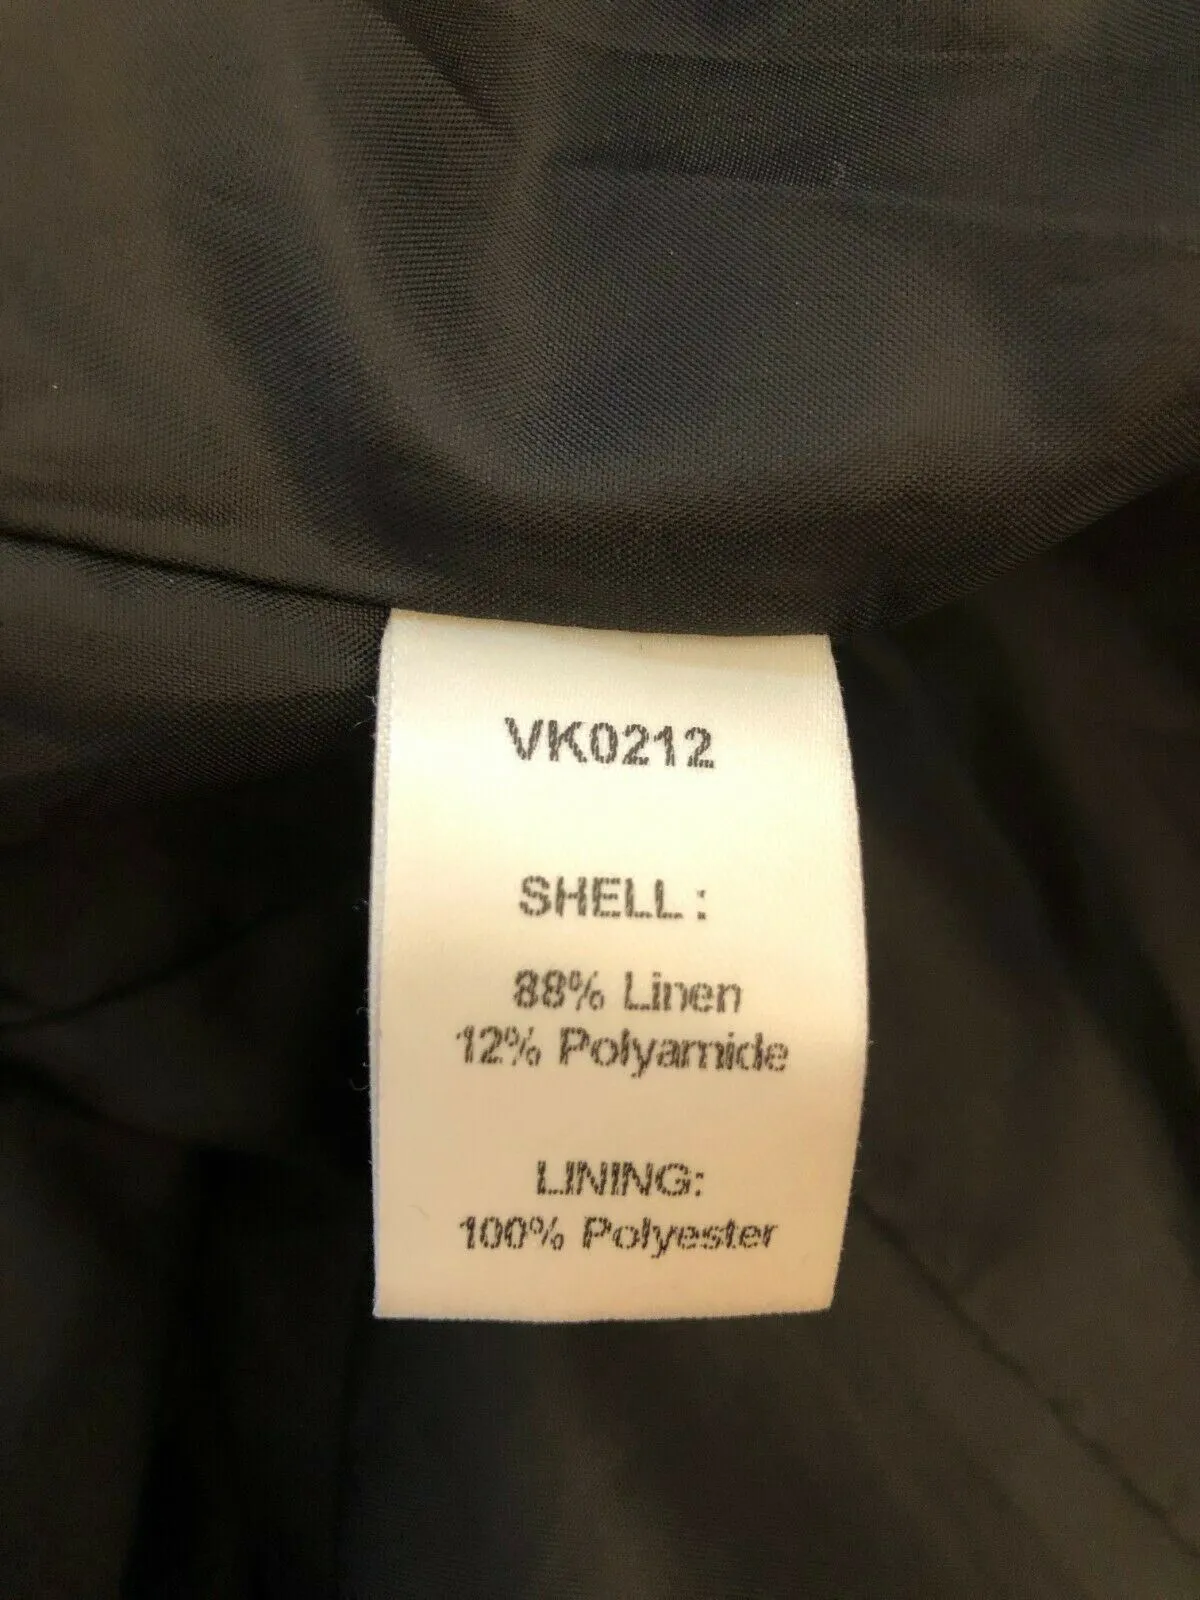 VK0212
SHELL:
88% Linen
12% Polyamide
LINING:
100% Polyester